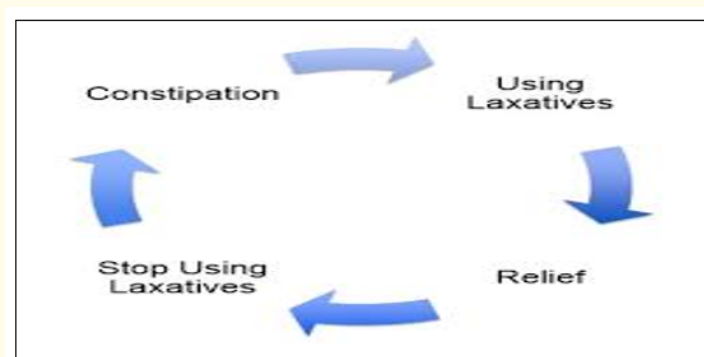 Constipation
Using
Laxatives
Relief
Stop Using
Laxatives